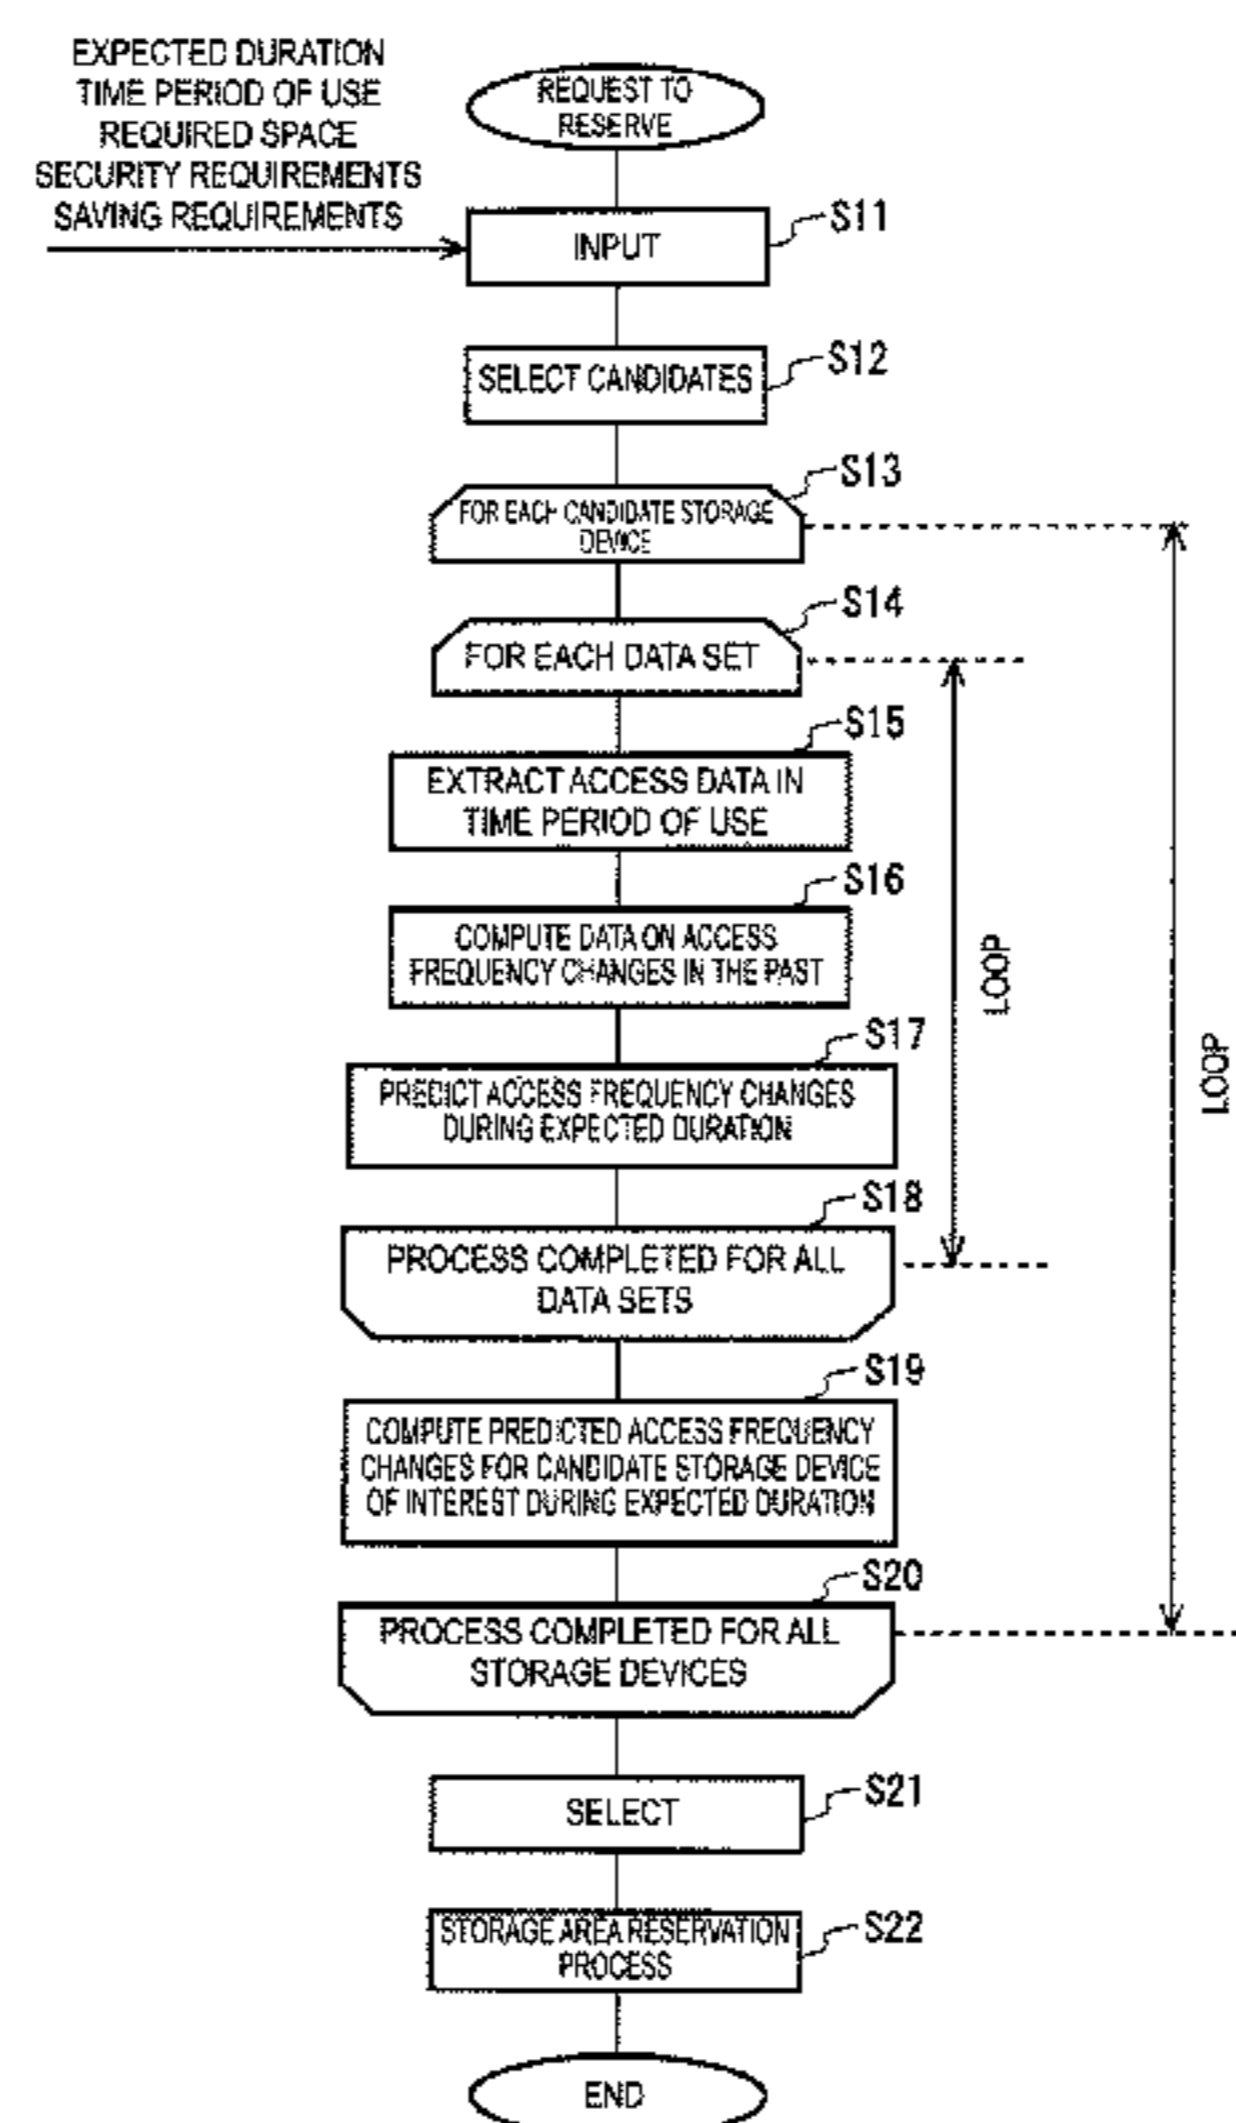 EXPECTED DURATION
TIME PERIOD OF USE
REQUIRED SPACE
SECURITY REQUIREMENTS
SAVING REQUIREMENTS
REQUEST TO
RESERVE
S11
INPUT
S12
SELECT CANDIDATES
S13
FOR EACH CANDIDATE STORAGE
DEVICE
S14
FOR EACH DATA SET
S15
EXTRACT ACCESS DATA IN
TIME PERIOD OF USE
S16
COMPUTE DATA ON ACCESS
FREQUENCY CHANGES IN THE PAST
LOOP
LOOP
S17
PREDICT ACCESS FREQUENCY CHANGES
DURING EXPECTED DURATION
S18
PROCESS COMPLETED FOR ALL
DATA SETS
S19
COMPUTE PREDICTED ACCESS FREQUENCY
CHANGES FOR CANDIDATE STORAGE DEVICE
OF INTEREST DURING EXPECTED DURATION
S20
PROCESS COMPLETED FOR ALL
STORAGE DEVICES
S21
SELECT
S22
STORAGE AREA RESERVATION
PROCESS
END